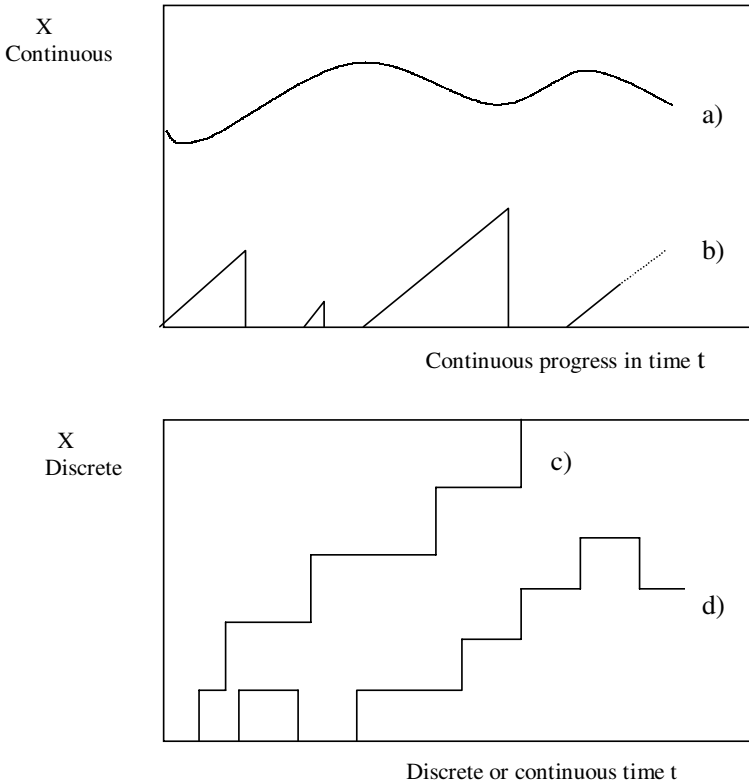 X
Continuous
a)
b)
Continuous progress in time t
X
Discrete
c)
d)
Discrete or continuous time t